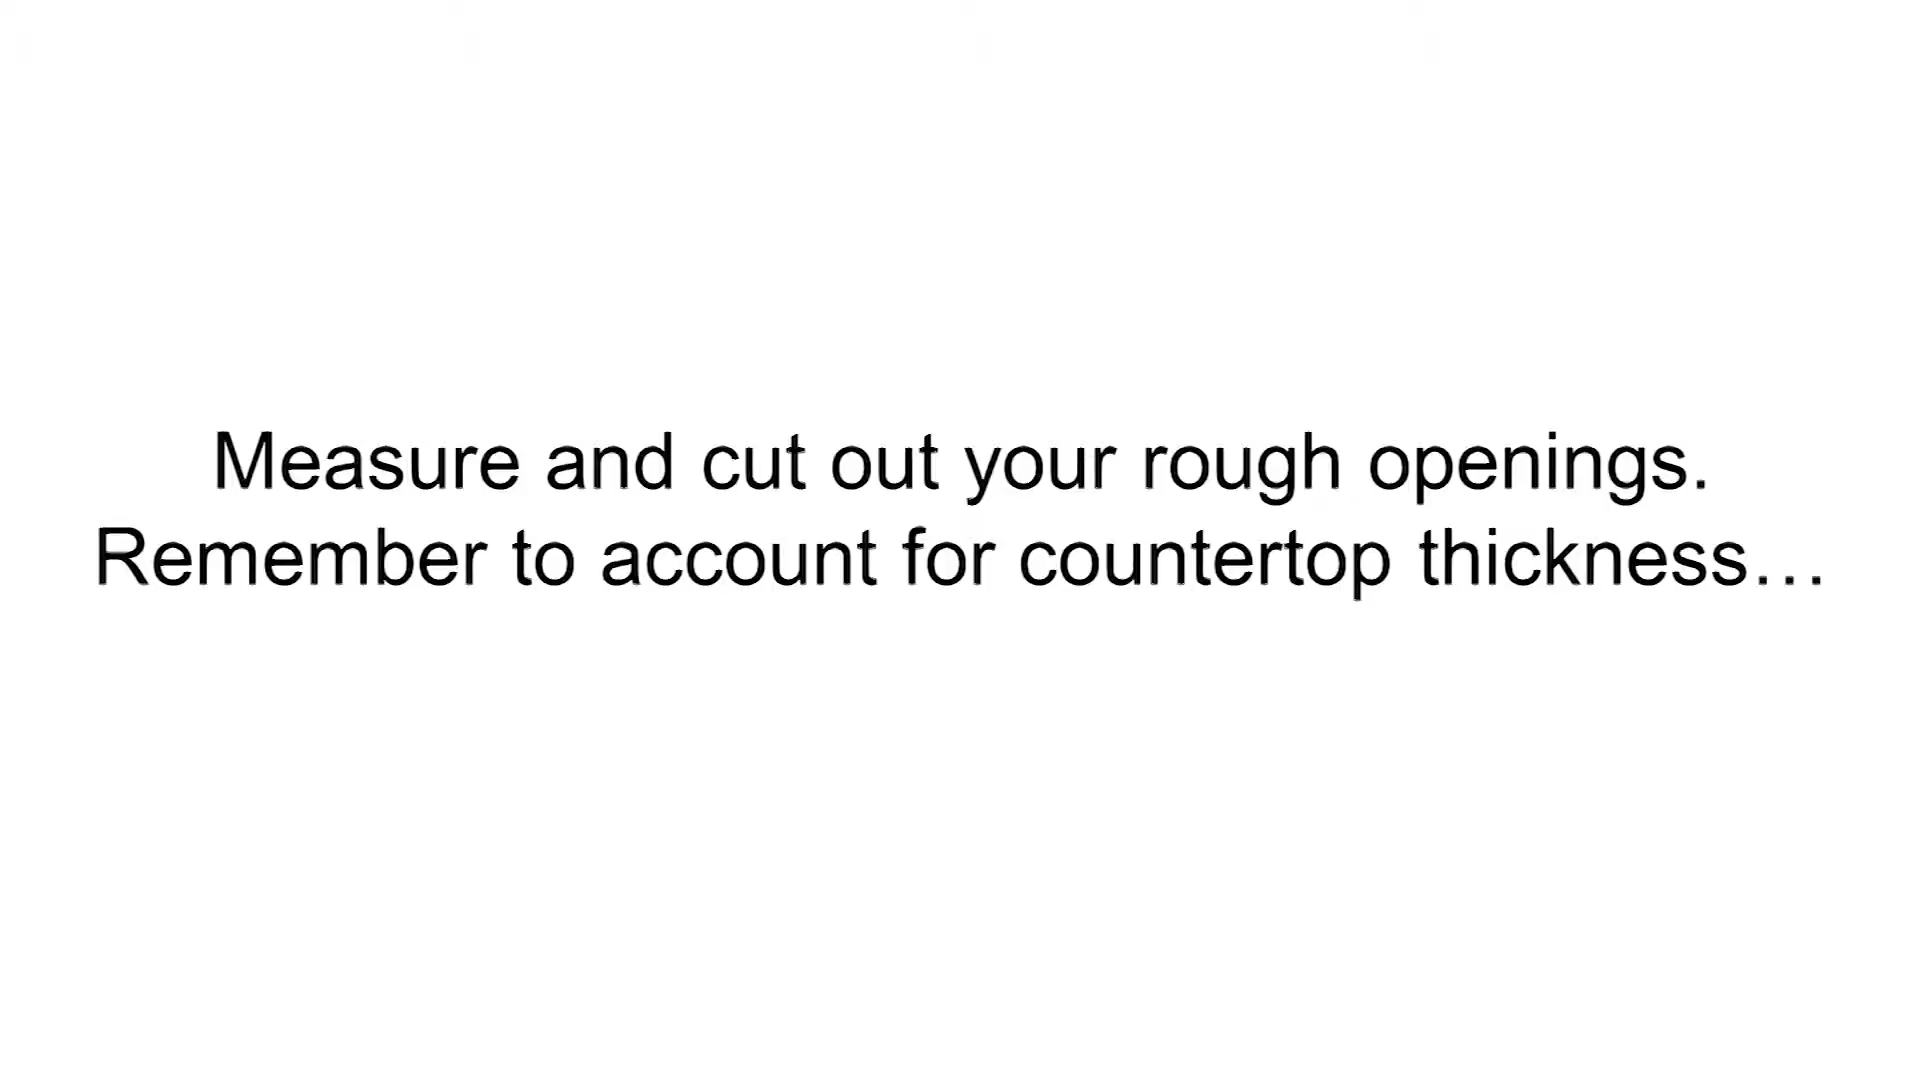 Measure and cut out your rough openings.
Remember to account for countertop thickness…